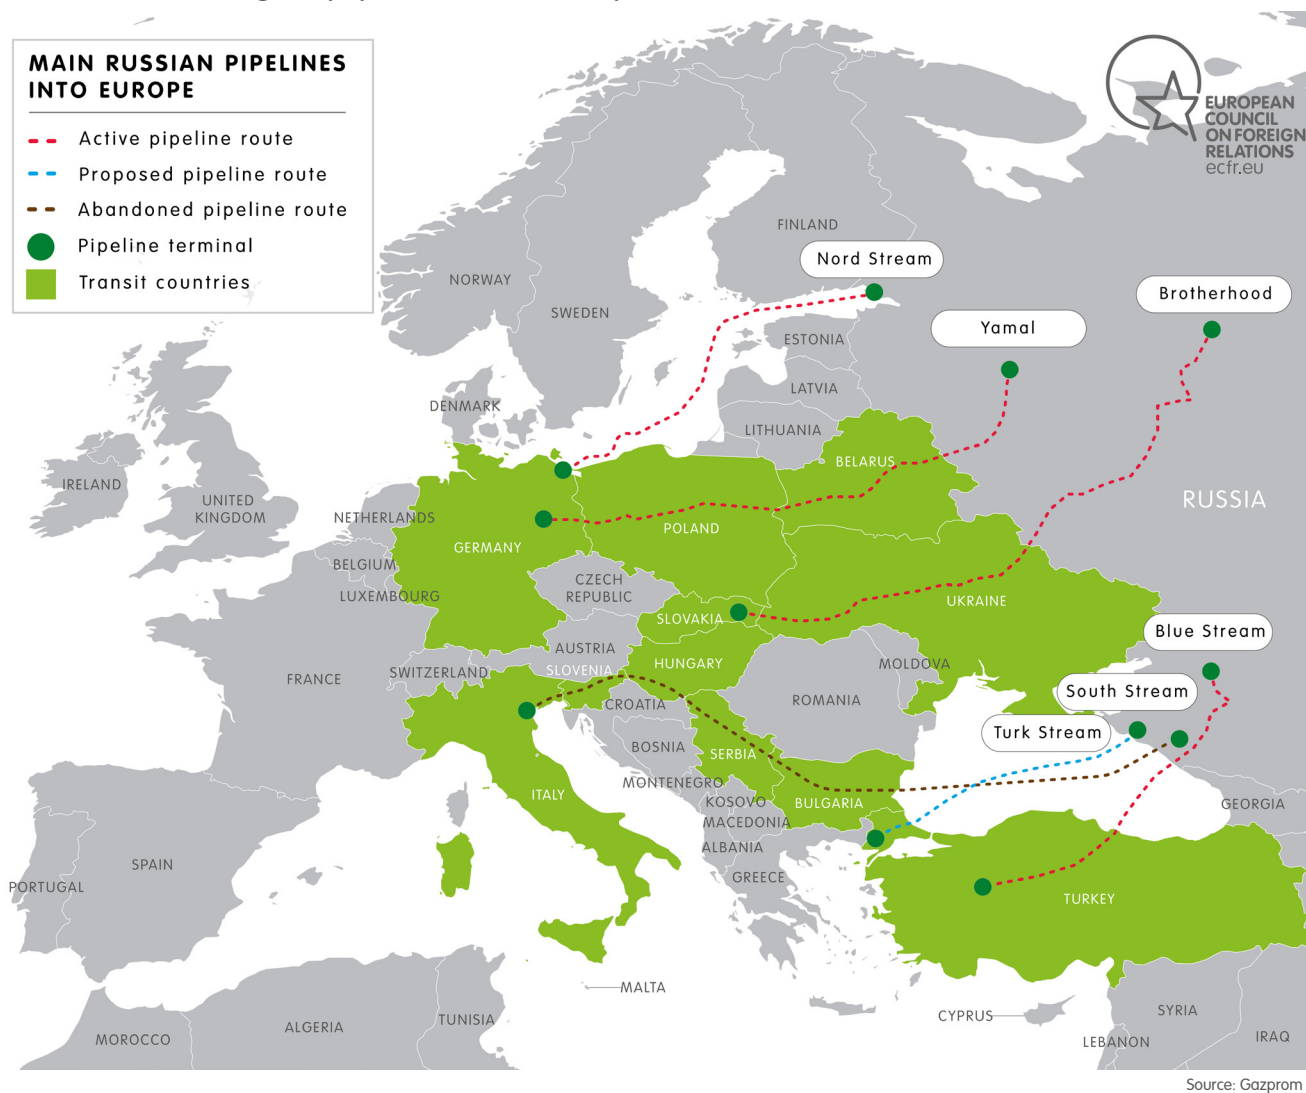 MAIN RUSSIAN PIPELINES
INTO EUROPE
Active pipeline route
Proposed pipeline route
Abandoned pipeline route
Pipeline terminal
Transit countries
EUROPEAN
COUNCIL
ON FOREIGN
RELATIONS
ecfr.eu
FINLAND
Nord Stream
NORWAY
Brotherhood
SWEDEN
Yamal
ESTONIA
LATVIA
DENMARK
LITHUANIA
BELARUS
IRELAND
UNITED
KINGDOM
RUSSIA
NETHERLANDS
POLAND
GERMANY
BELGIUM
CZECH
REPUBLIC
LUXEMBOURG
UKRAINE
SLOVAKIA
Blue Stream
AUSTRIA
HUNGARY
MOLDOVA
SWITZERLAND
SLOVENIA
FRANCE
South Stream
ROMANIA
CROATIA
Turk Stream
BOSNIA
SERBIA
MONTENEGRO
ITALY
KOSOVO
BULGARIA
GEORGIA
MACEDONIA
ALBANIA
SPAIN
GREECE
PORTUGAL
TURKEY
MALTA
SYRIA
CYPRUS
TUNISIA
ALGERIA
IRAQ
MOROCCO
LEBANON
Source: Gazprom